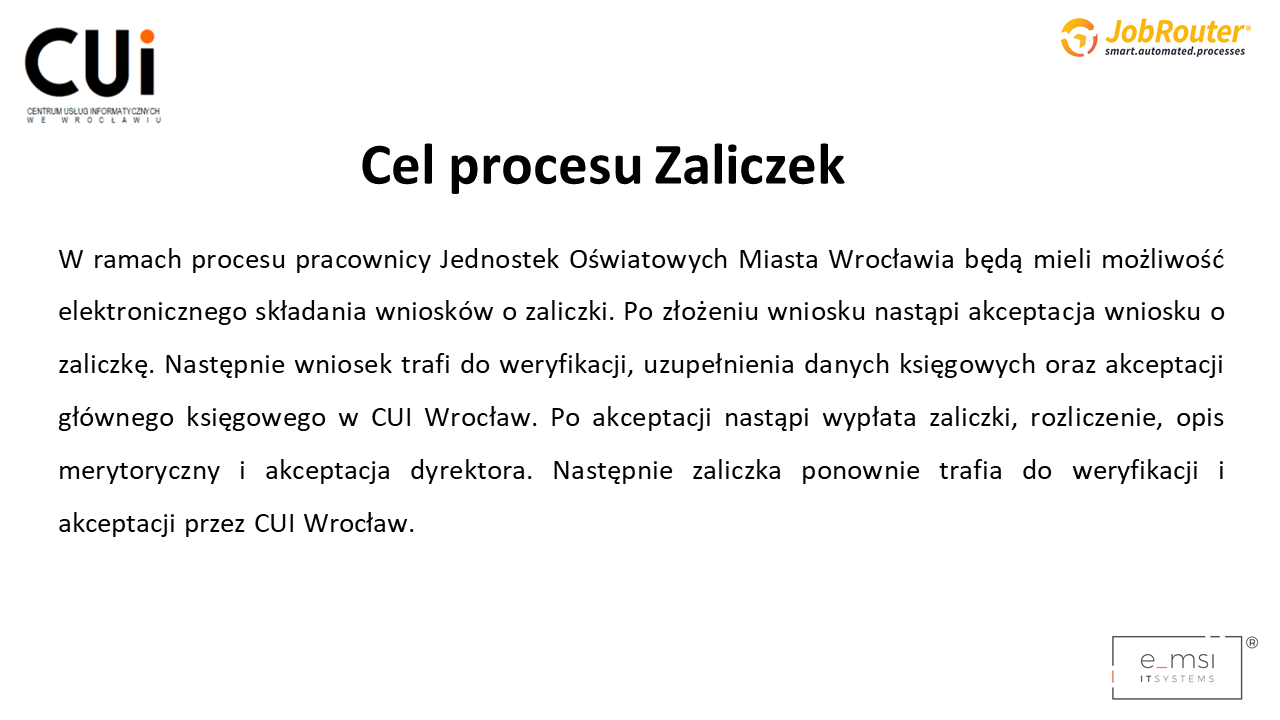 CUi
CENTRUM USŁUG INFORMATYCZNYCH
WE WROCŁAWIU
JobRouter®
smart.automated.processes
Cel procesu Zaliczek
W ramach procesu pracownicy Jednostek Oświatowych Miasta Wrocławia będą mieli możliwość
elektronicznego składania wniosków o zaliczki. Po złożeniu wniosku nastąpi akceptacja wniosku o
zaliczkę. Następnie wniosek trafi do weryfikacji, uzupełnienia danych księgowych oraz akceptacji
głównego księgowego w CUI Wrocław. Po akceptacji nastąpi wypłata zaliczki, rozliczenie, opis
merytoryczny i akceptacja dyrektora. Następnie zaliczka ponownie trafia do weryfikacji i
akceptacji przez CUI Wrocław.
e_msi ®
ITSYSTEMS